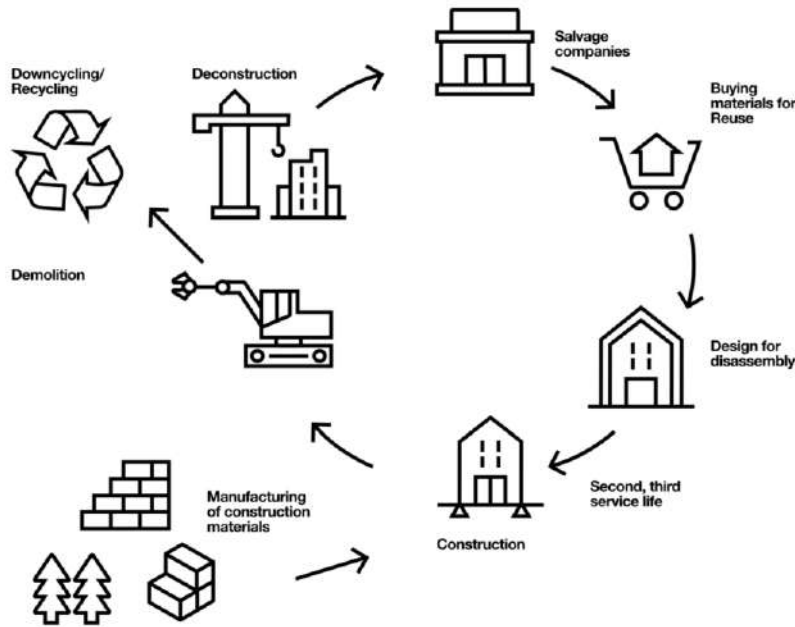 Downcycling/
Recycling
Deconstruction
Salvage
companies
Buying
materials for
Reuse
Demolition
Design for
disassembly
Manufacturing
of construction
materials
Second, third
service life
Construction